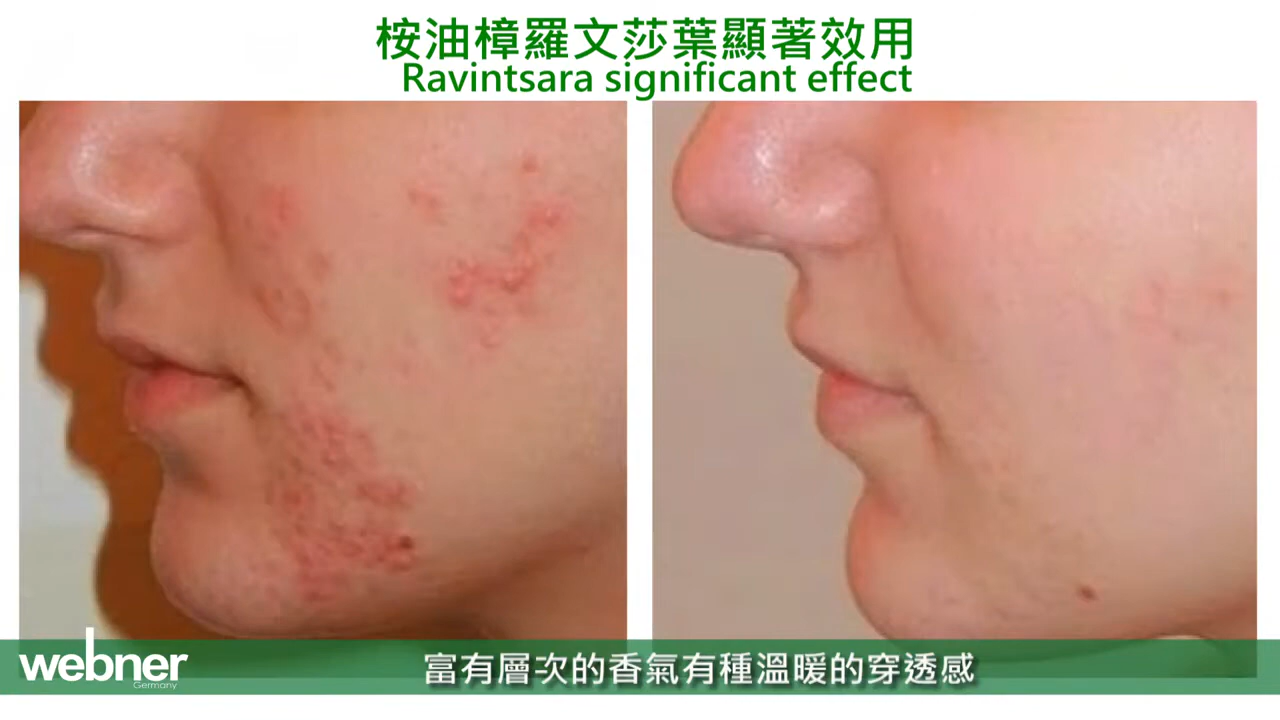 桉油樟羅文莎葉顯著效用
Ravintsara significant effect
webner
Germany
富有層次的香氣有種溫暖的穿透感